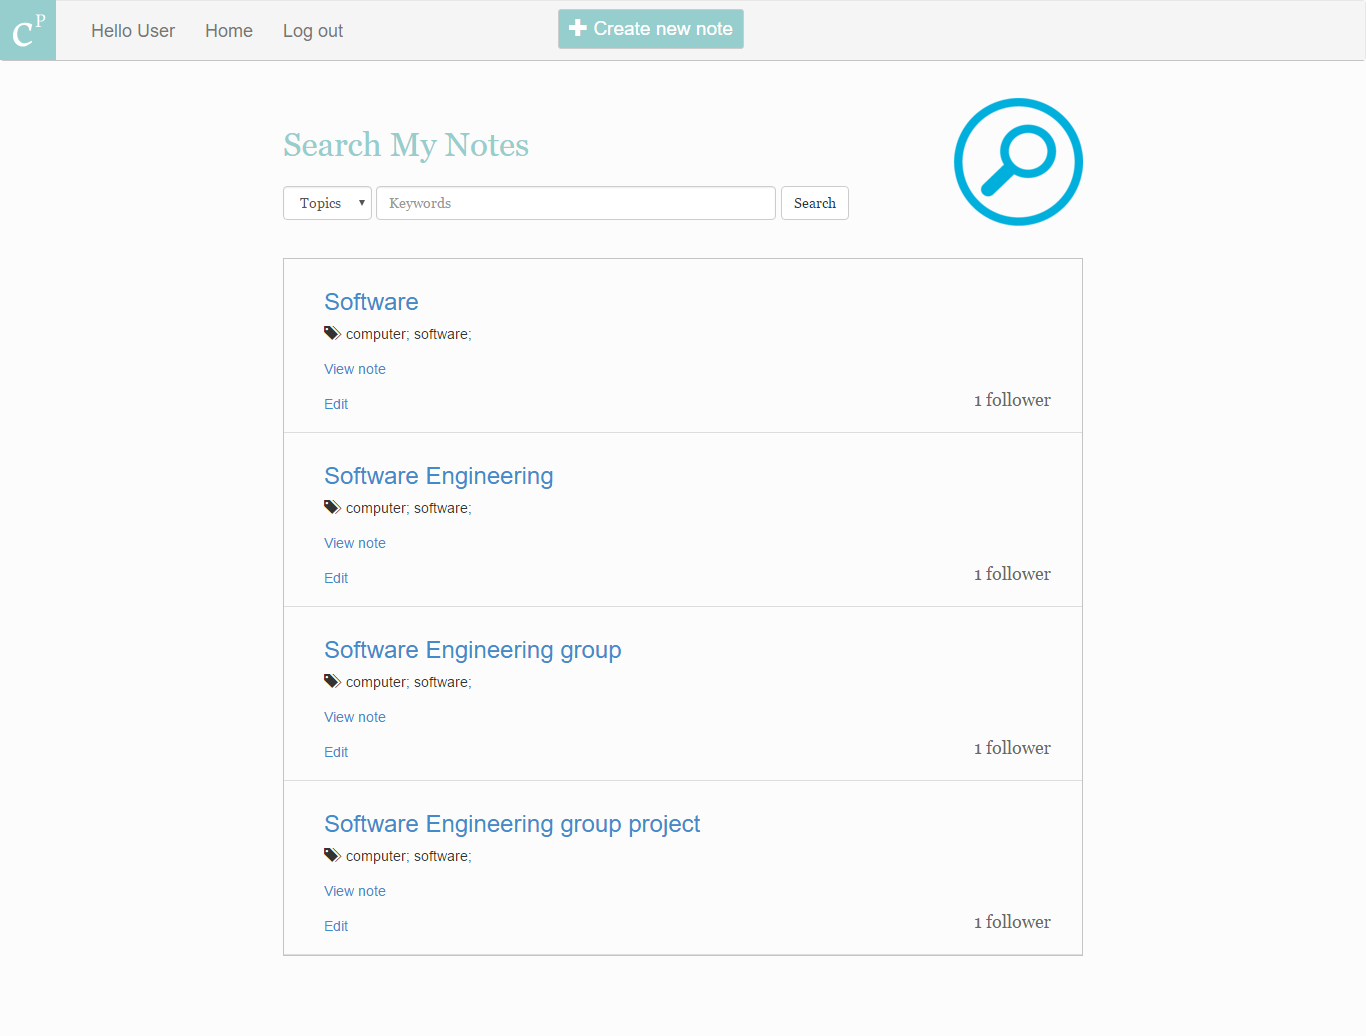 CP Hello User Home Log out Create new note
Search My Notes
Topics Keywords Search
Software
computer; software;
View note
Edit
1 follower
Software Engineering
computer; software;
View note
Edit
1 follower
Software Engineering group
computer; software;
View note
Edit
1 follower
Software Engineering group project
computer; software;
View note
Edit
1 follower